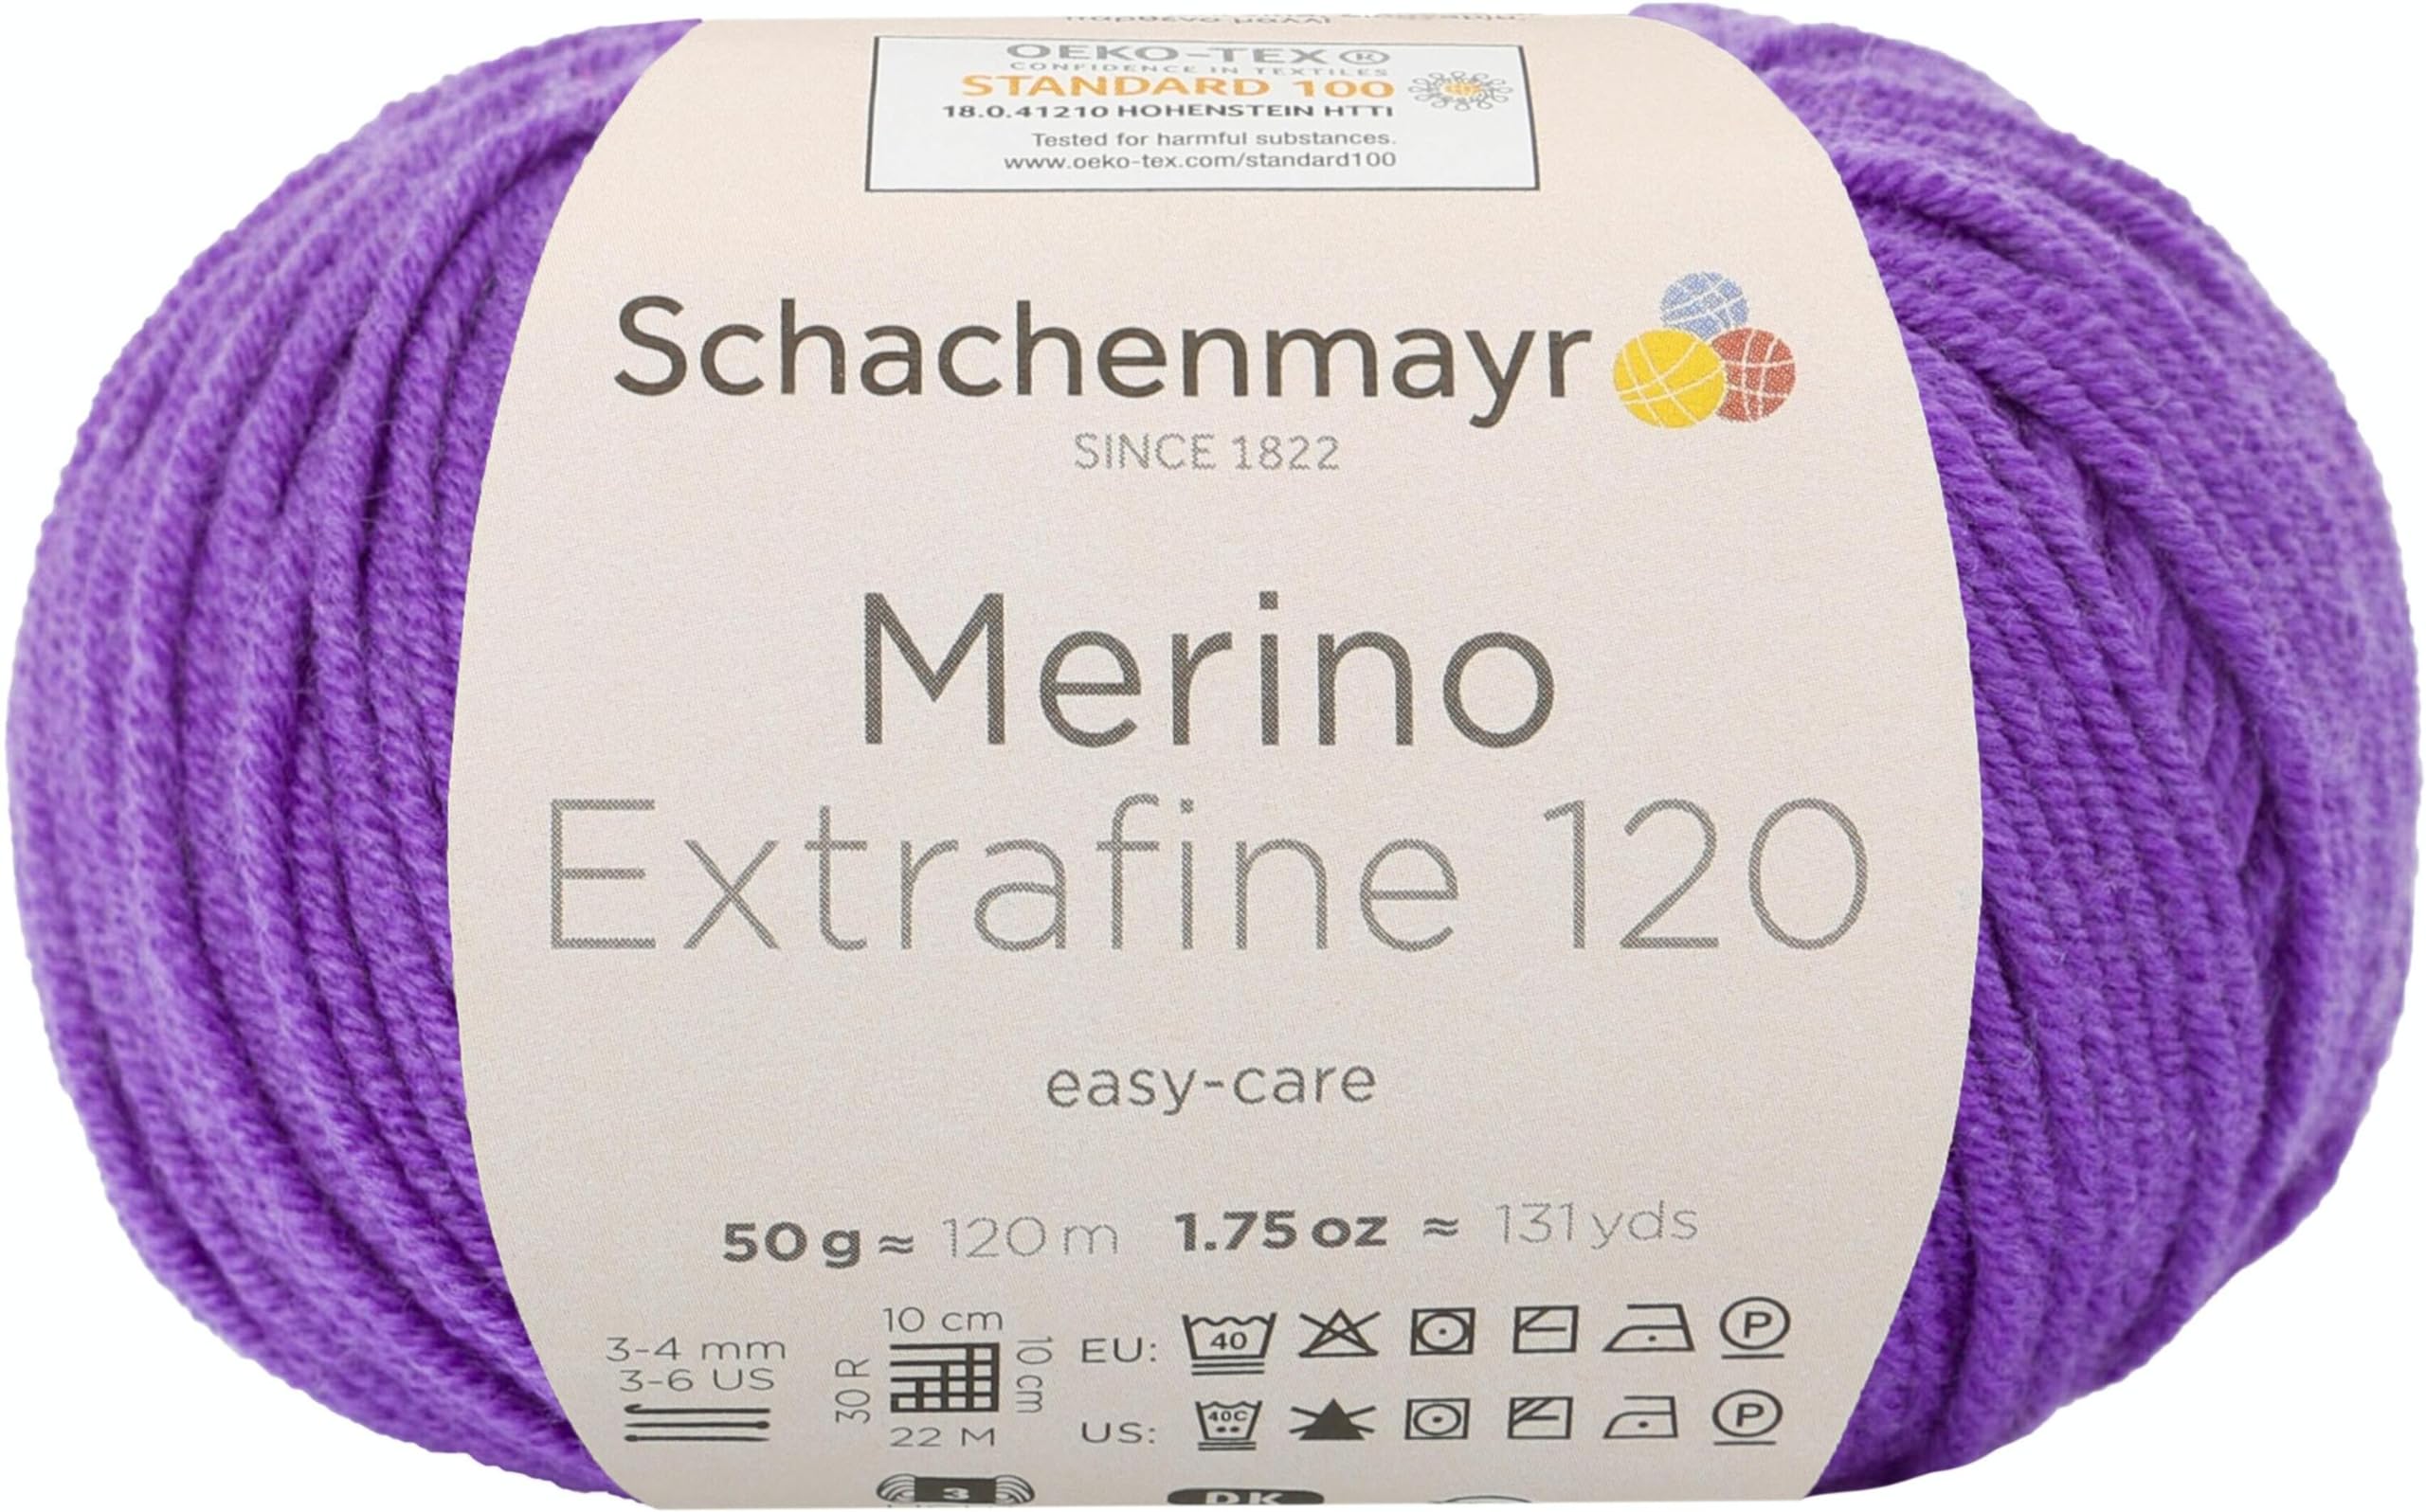 OEKO-TEX®
CONFIDENCE IN TEXTILES
STANDARD 100
18.0.41210 HOHENSTEIN HTTI
Tested for harmful substances.
www.oeko-tex.com/standard100
Schachenmayr
SINCE 1822
Merino
Extrafine 120
easy-care
50 g ≈ 120 m 1.75 oz ≈ 131 yds
3-4 mm
3-6 US
10 cm
10 cm
30 R
22 M
EU: 40 P
US: 40C P
3
DK